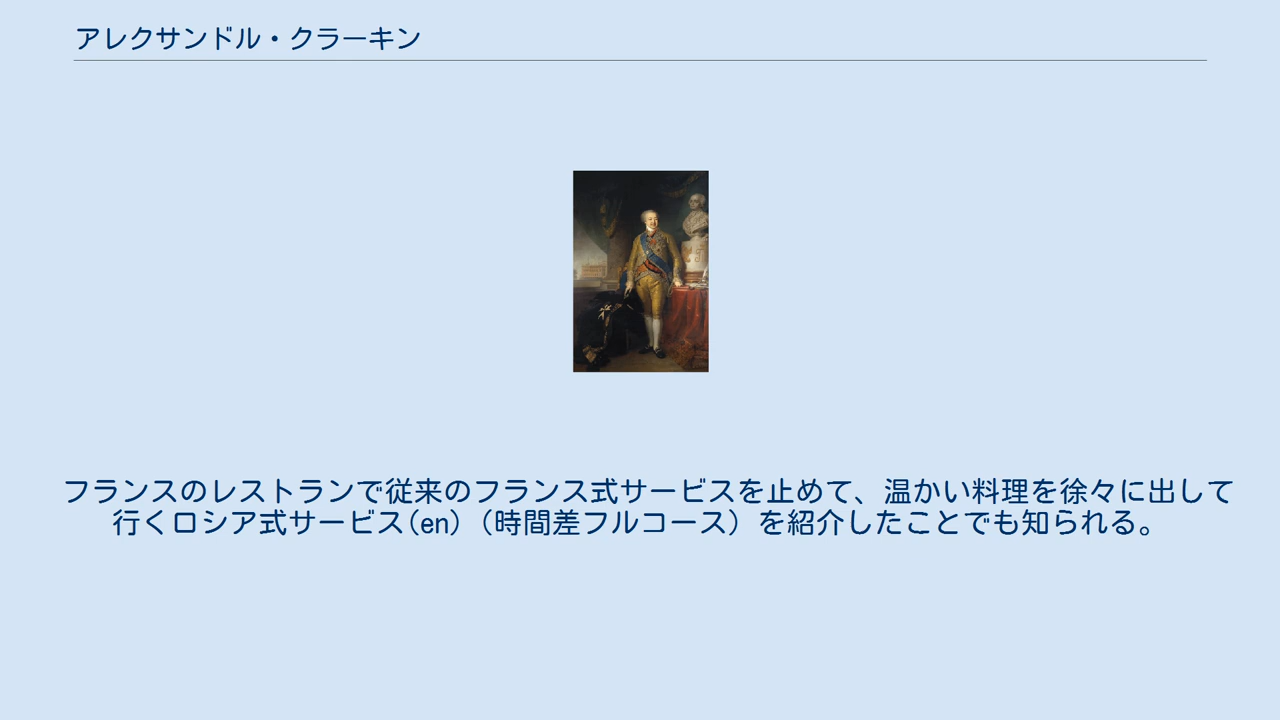 アレクサンドル・クラーキン
フランスのレストランで従来のフランス式サービスを止めて、温かい料理を徐々に出して
行くロシア式サービス(en)（時間差フルコース）を紹介したことでも知られる。